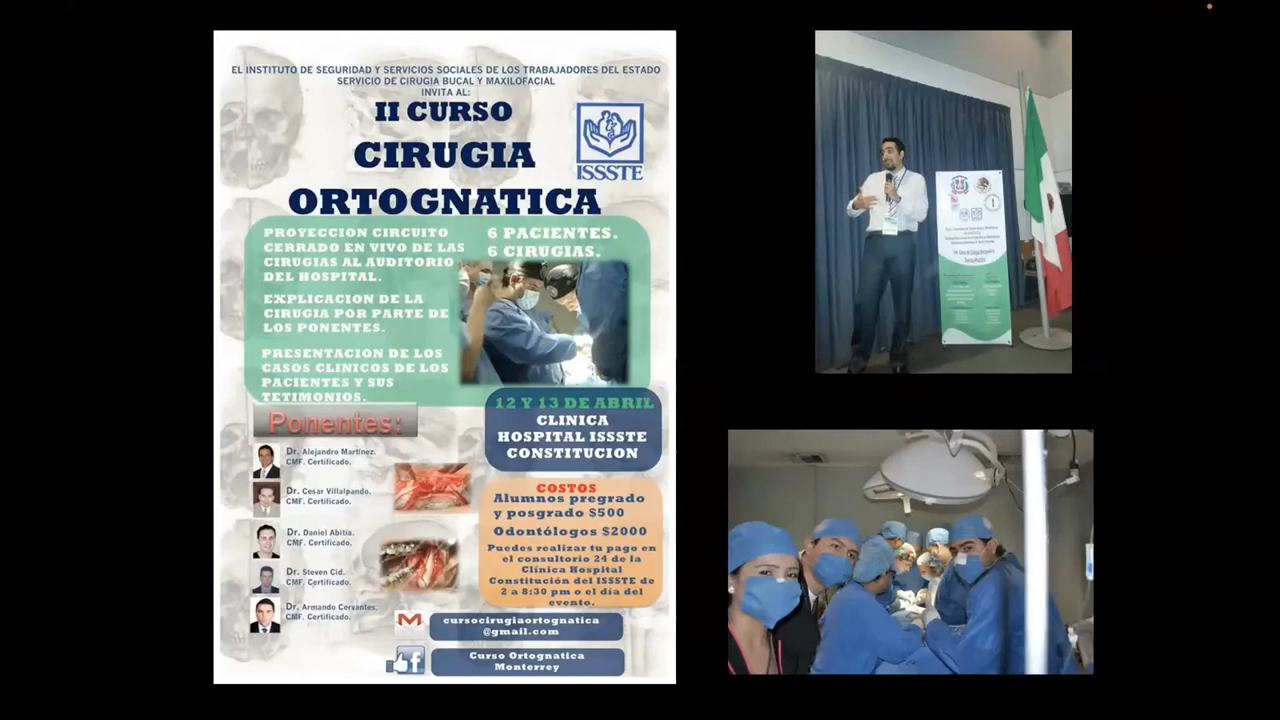 EL INSTITUTO DE SEGURIDAD Y SERVICIOS SOCIALES DE LOS TRABAJADORES DEL ESTADO
SERVICIO DE CIRUGIA BUCAL Y MAXILOFACIAL
INVITA AL:
II CURSO
CIRUGIA
ORTOGNATICA
ISSSTE
PROYECCION CIRCUITO
CERRADO EN VIVO DE LAS
CIRUGIAS AL AUDITORIO
DEL HOSPITAL.
EXPLICACION DE LA
CIRUGIA POR PARTE DE
LOS PONENTES.
PRESENTACION DE LOS
CASOS CLINICOS DE LOS
PACIENTES Y SUS
TETIMONIOS.
6 PACIENTES.
6 CIRUGIAS.
12 Y 13 DE ABRIL
CLINICA
HOSPITAL ISSSTE
CONSTITUCION
Ponentes:
Dr. Alejandro Martínez.
CMF. Certificado.
Dr. Cesar Villalpando.
CMF. Certificado.
Dr. Daniel Abitia.
CMF. Certificado.
Dr. Steven Cid.
CMF. Certificado.
Dr. Armando Cervantes.
CMF. Certificado.
COSTOS
Alumnos pregrado
y posgrado $500
Odontólogos $2000
Puedes realizar tu pago en
el consultorio 24 de la
Clínica Hospital
Constitución del ISSSTE de
2 a 8:30 pm o el día del
evento.
cursocirugiaortognatica
@gmail.com
Curso Ortognatica
Monterrey